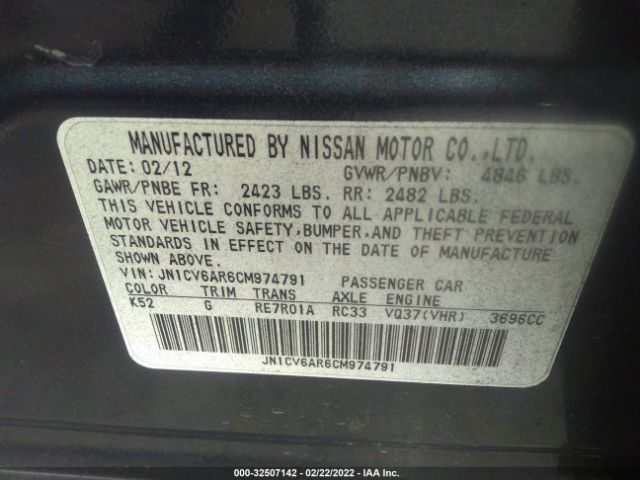 MANUFACTURED BY NISSAN MOTOR CO.,LTD.
DATE: 02/12 GVWR/PNBV: 4846 LBS.
GAWR/PNBE FR: 2423 LBS. RR: 2482 LBS.
THIS VEHICLE CONFORMS TO ALL APPLICABLE FEDERAL
MOTOR VEHICLE SAFETY,BUMPER,AND THEFT PREVENTION
STANDARDS IN EFFECT ON THE DATE OF MANUFACTURE
SHOWN ABOVE.
VIN: JN1CV6AR6CM974791 PASSENGER CAR
COLOR TRIM TRANS AXLE ENGINE
K52 G RE7R01A RC33 VQ37(VHR) 3696CC
JN1CV6AR6CM974791
000-32507142 - 02/22/2022 - IAA Inc.